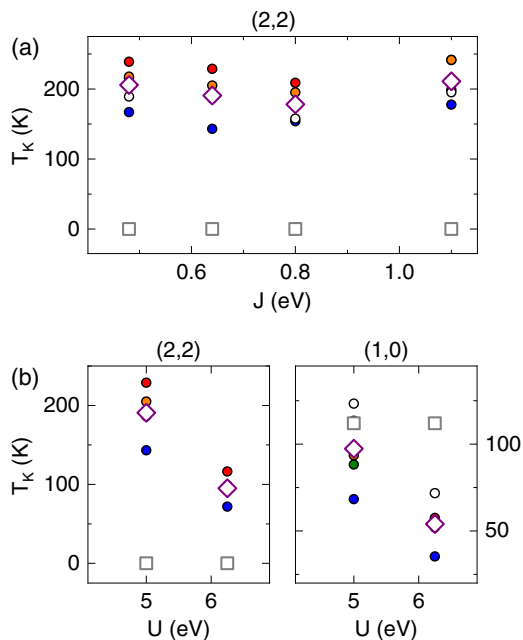 (2,2)
(a)
200
100
0
T_K (K)
0.6 0.8 1.0
J (eV)
(b)
(2,2) (1,0)
200
100
0
T_K (K)
100
50
5 6 5 6
U (eV) U (eV)